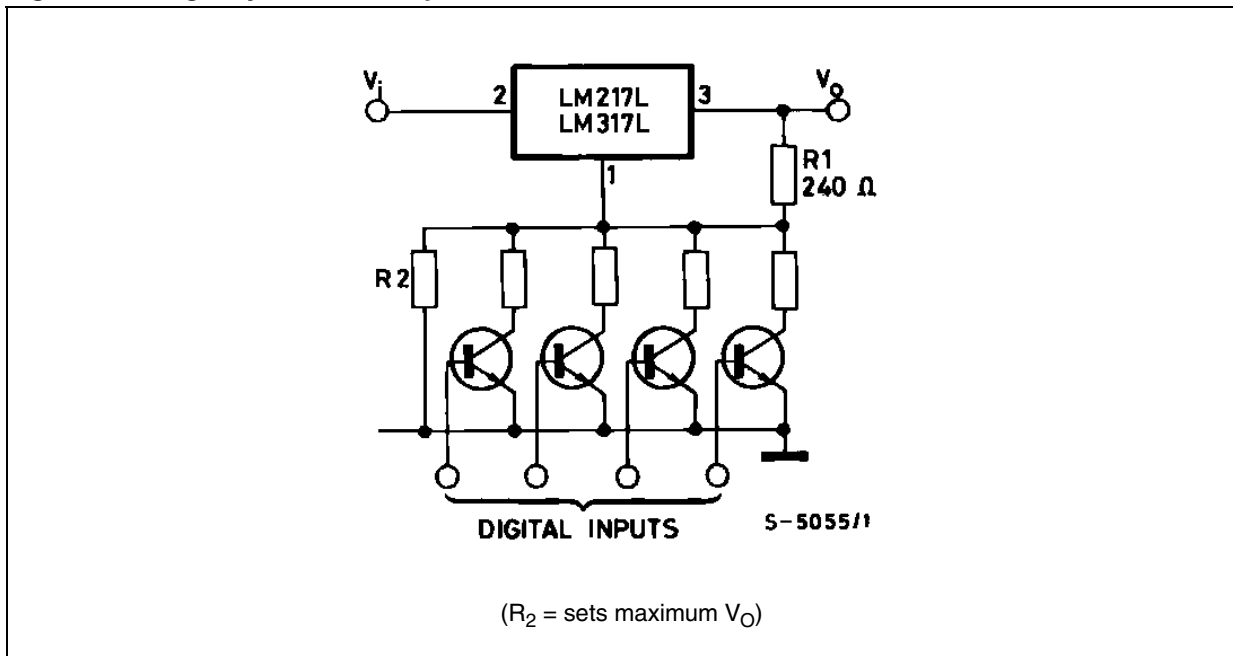 Vi
2
LM217L
LM317L
3
Vo
1
R1
240 Ω
R2
DIGITAL INPUTS
S-5055/1
(R2 = sets maximum VO)